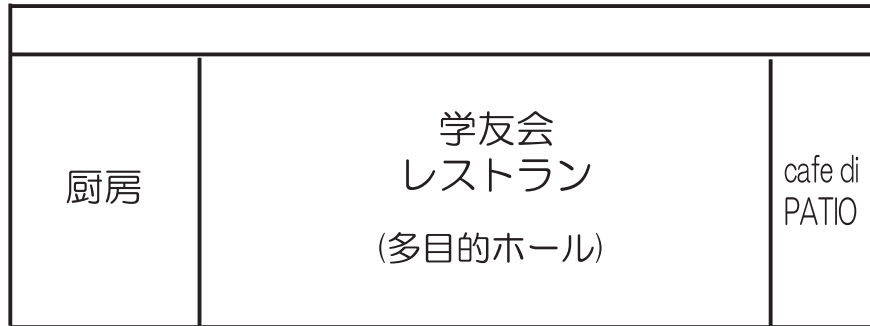 厨房
学友会
レストラン
(多目的ホール)
cafe di
PATIO